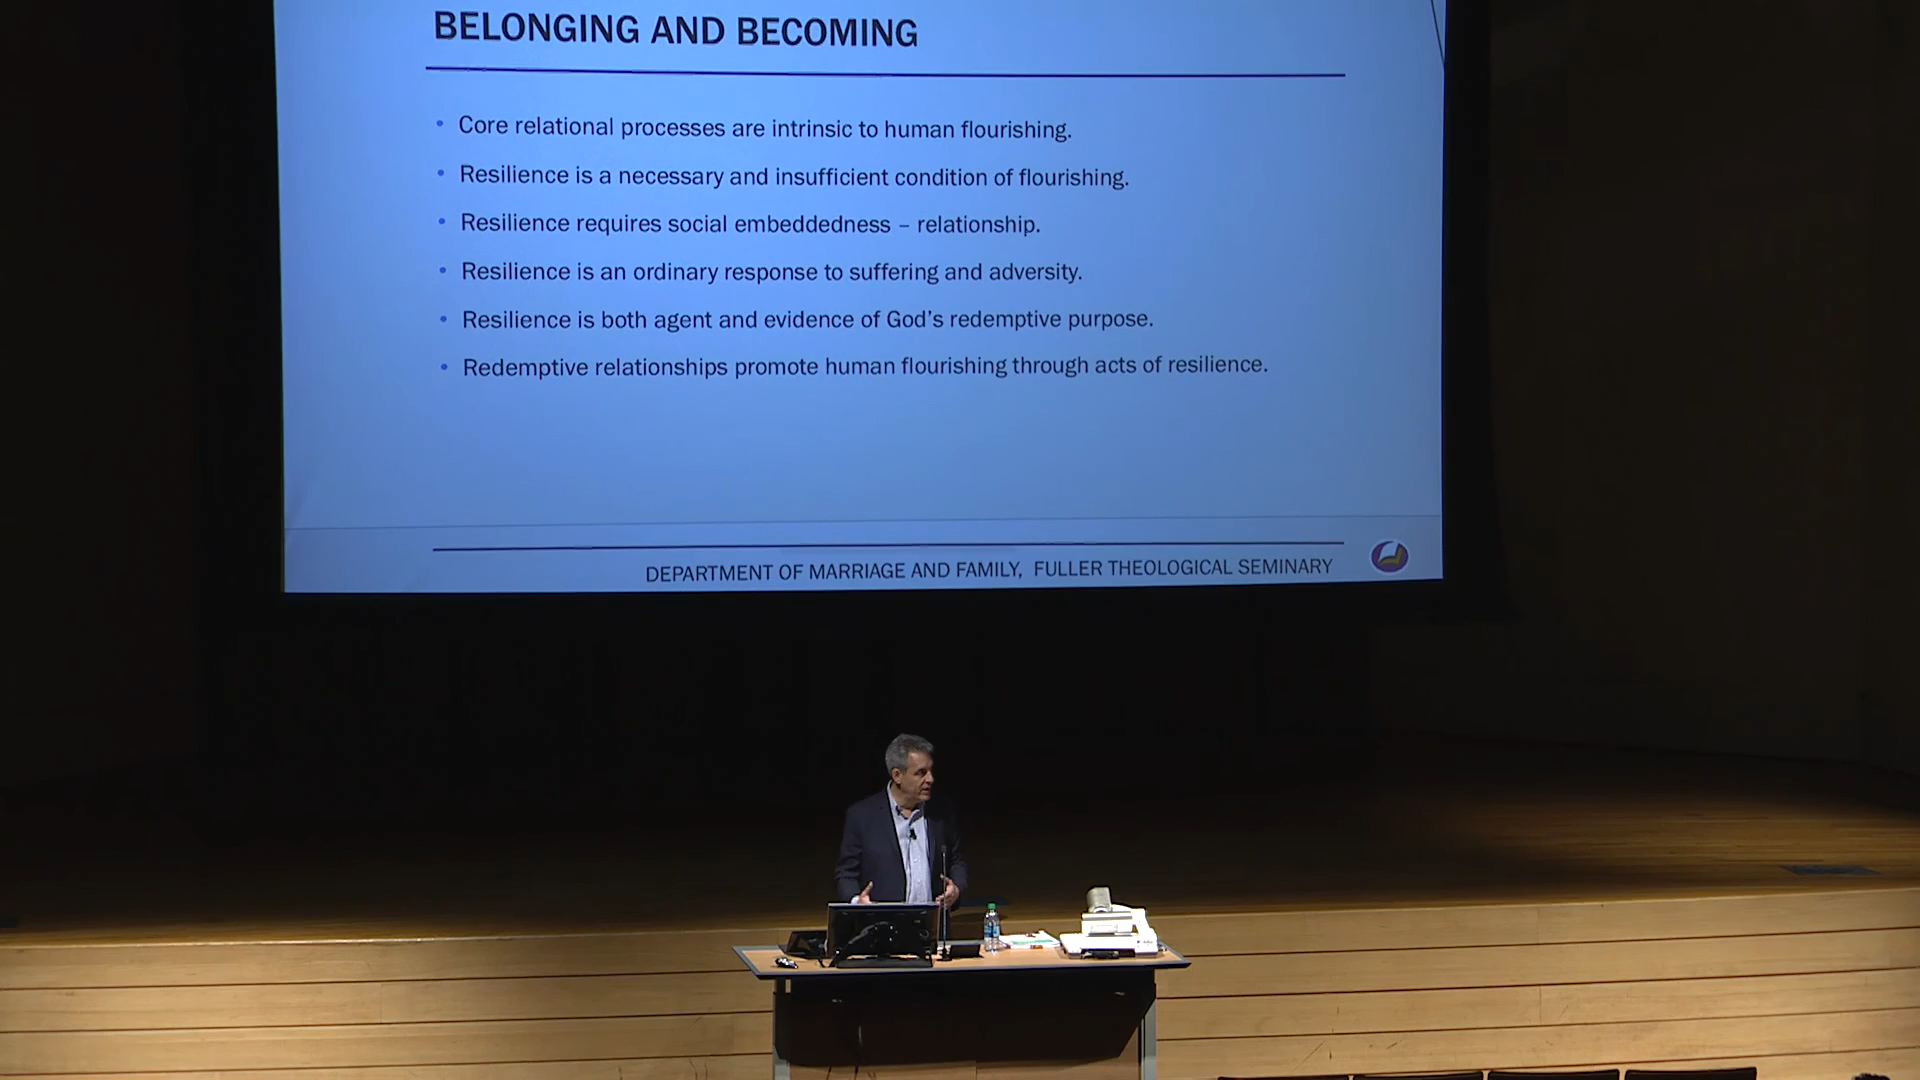 BELONGING AND BECOMING
• Core relational processes are intrinsic to human flourishing.
• Resilience is a necessary and insufficient condition of flourishing.
• Resilience requires social embeddedness – relationship.
• Resilience is an ordinary response to suffering and adversity.
• Resilience is both agent and evidence of God’s redemptive purpose.
• Redemptive relationships promote human flourishing through acts of resilience.
DEPARTMENT OF MARRIAGE AND FAMILY, FULLER THEOLOGICAL SEMINARY